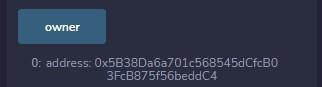 owner
0: address: 0x5B38Da6a701c568545dCfcB0
3FcB875f56beddC4